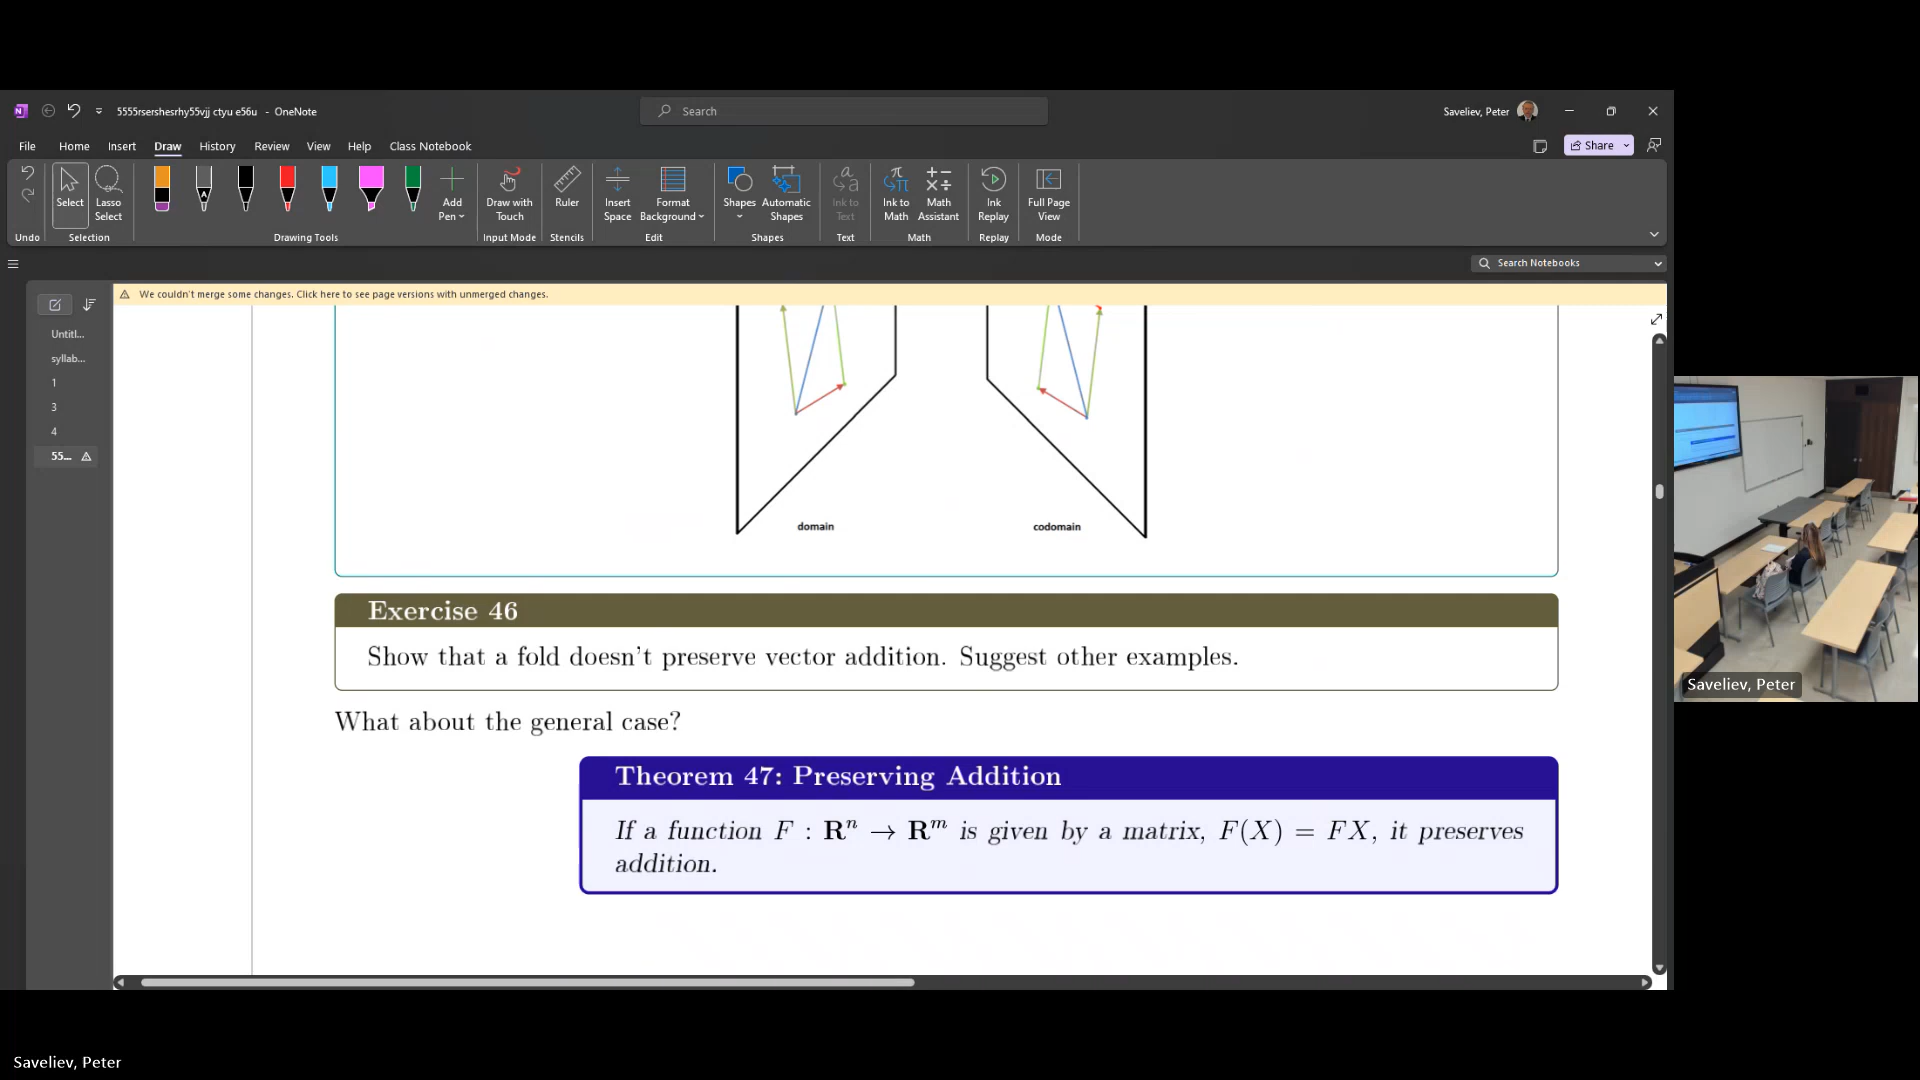 5555rsershesrhy55vjj ctyu e56u - OneNote
Search
Saveliev, Peter
File Home Insert Draw History Review View Help Class Notebook
Share
Select
Lasso Select
Add Pen
Draw with Touch
Ruler
Insert Space
Format Background
Shapes
Automatic Shapes
Ink to Text
Ink to Math
Math Assistant
Ink Replay
Full Page View
Undo Selection Drawing Tools Input Mode Stencils Edit Shapes Text Math Replay Mode
Search Notebooks
We couldn't merge some changes. Click here to see page versions with unmerged changes.
Untitl...
syllab...
1
3
4
55...
domain codomain
Exercise 46
Show that a fold doesn't preserve vector addition. Suggest other examples.
What about the general case?
Theorem 47: Preserving Addition
If a function F : Rⁿ → Rᵐ is given by a matrix, F(X) = FX, it preserves
addition.
Saveliev, Peter
Saveliev, Peter